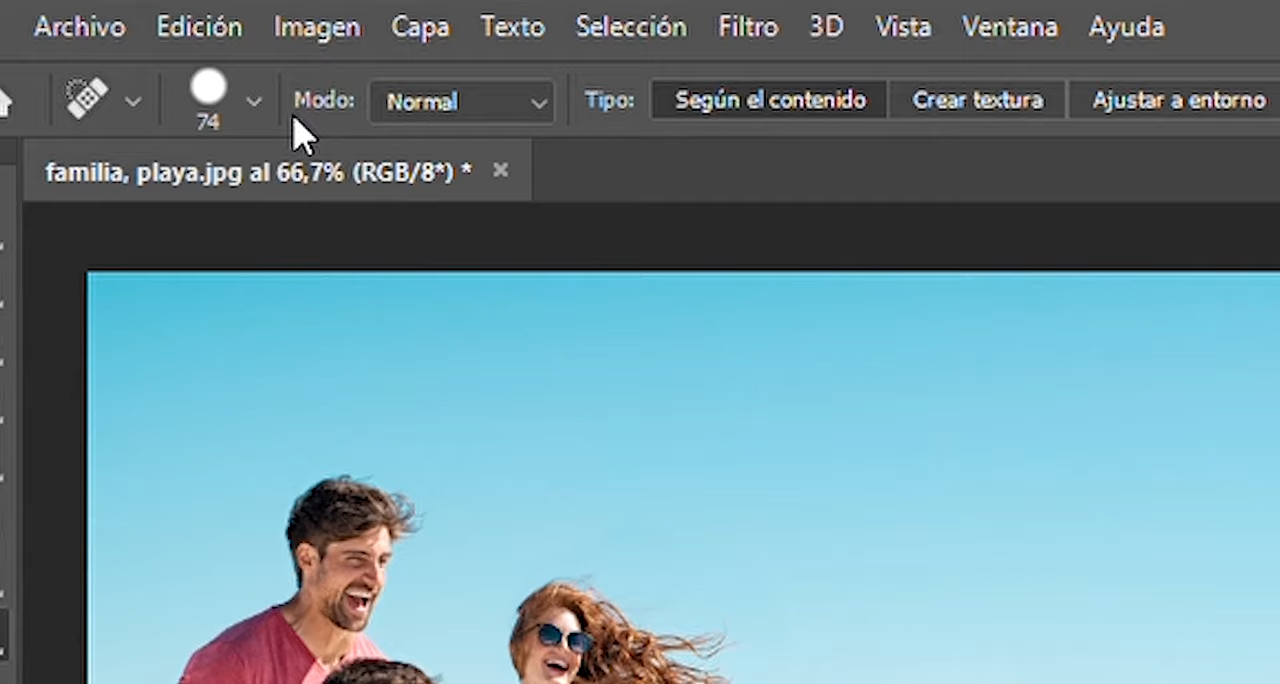 Archivo Edición Imagen Capa Texto Selección Filtro 3D Vista Ventana Ayuda
74 Modo: Normal Tipo: Según el contenido Crear textura Ajustar a entorno
familia, playa.jpg al 66,7% (RGB/8*) * ×